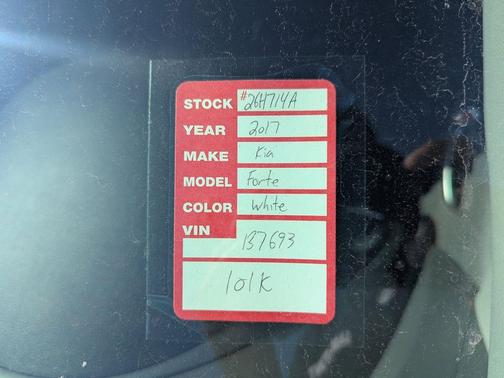 STOCK #26H714A
YEAR 2017
MAKE Kia
MODEL Forte
COLOR White
VIN 137693
101K